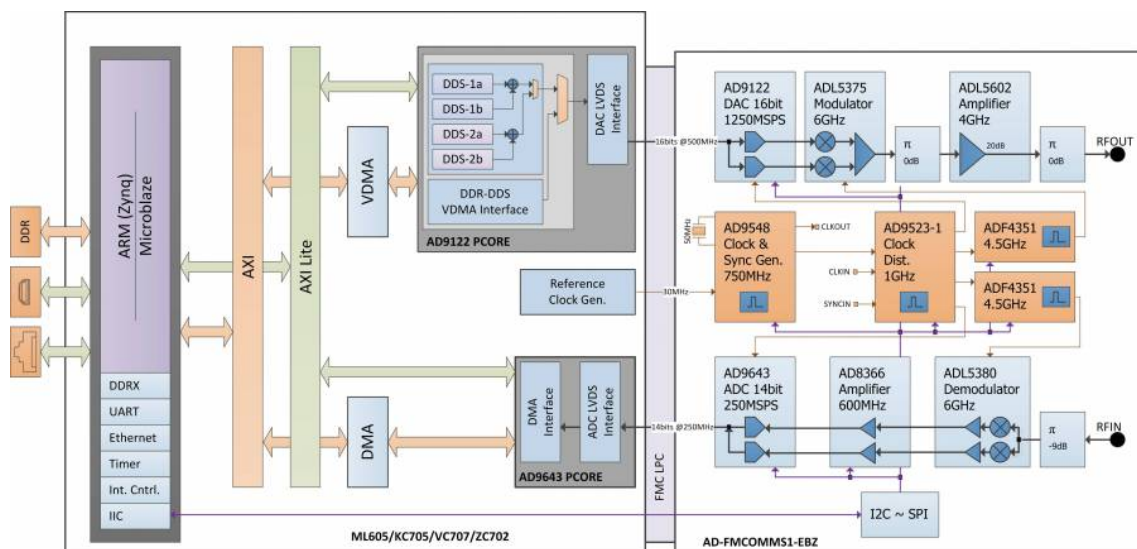 DDR
ARM (Zynq)
Microblaze
DDRX
UART
Ethernet
Timer
Int. Cntrl.
IIC
AXI
AXI Lite
VDMA
DMA
DDS-1a
DDS-1b
DDS-2a
DDS-2b
DDR-DDS
VDMA Interface
DAC LVDS
Interface
AD9122 PCORE
Reference
Clock Gen.
DMA
Interface
ADC LVDS
Interface
AD9643 PCORE
ML605/KC705/VC707/ZC702
FMC LPC
16bits @500MHz
30MHz
14bits @250MHz
AD9122
DAC 16bit
1250MSPS
ADL5375
Modulator
6GHz
π
0dB
ADL5602
Amplifier
4GHz
20dB
π
0dB
RFOUT
50MHz
AD9548
Clock &
Sync Gen.
750MHz
CLKOUT
CLKIN
SYNCIN
AD9523-1
Clock
Dist.
1GHz
ADF4351
4.5GHz
ADF4351
4.5GHz
AD9643
ADC 14bit
250MSPS
AD8366
Amplifier
600MHz
ADL5380
Demodulator
6GHz
π
-9dB
RFIN
I2C ~ SPI
AD-FMCOMMS1-EBZ